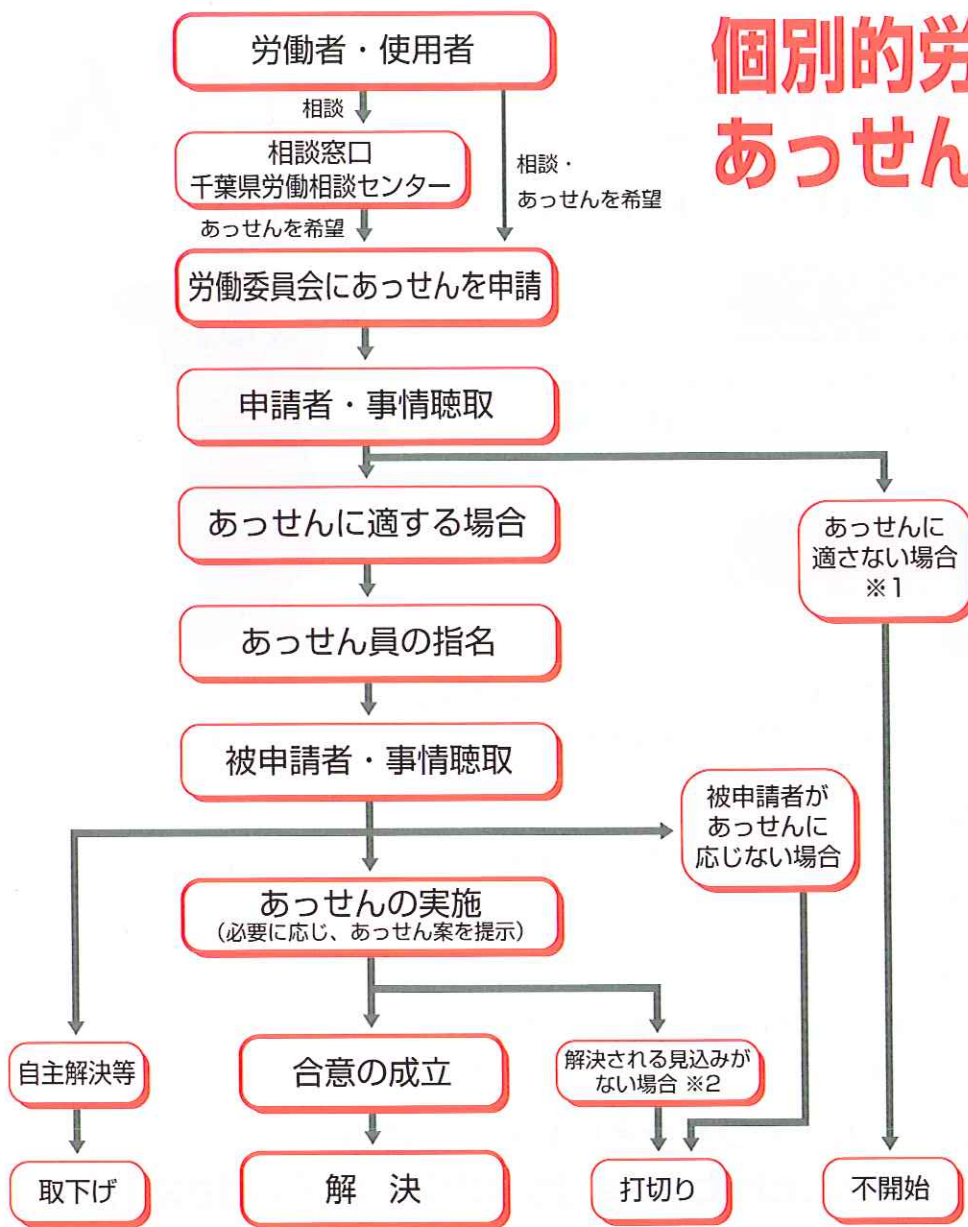 個別的労
あっせん
労働者・使用者
相談
相談窓口
千葉県労働相談センター
相談・
あっせんを希望
あっせんを希望
労働委員会にあっせんを申請
申請者・事情聴取
あっせんに適する場合
あっせんに
適さない場合
※1
あっせん員の指名
被申請者・事情聴取
被申請者が
あっせんに
応じない場合
あっせんの実施
(必要に応じ、あっせん案を提示)
自主解決等
合意の成立
解決される見込みが
ない場合 ※2
取下げ
解 決
打切り
不開始